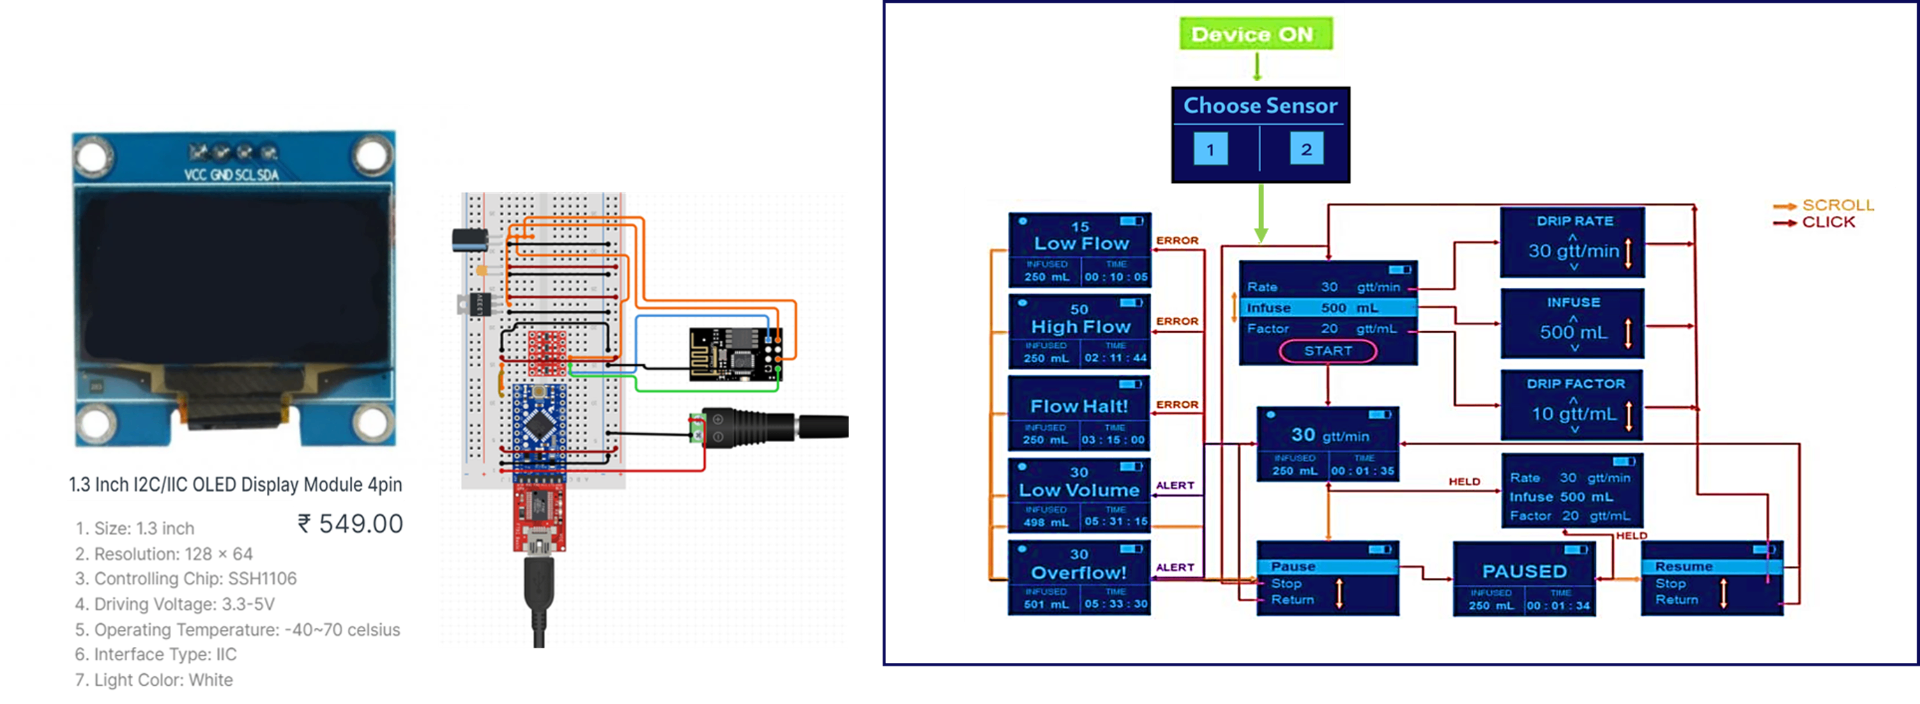 VCC GND SCL SDA
1.3 Inch I2C/IIC OLED Display Module 4pin
₹ 549.00
1. Size: 1.3 inch
2. Resolution: 128 × 64
3. Controlling Chip: SSH1106
4. Driving Voltage: 3.3-5V
5. Operating Temperature: -40~70 celsius
6. Interface Type: IIC
7. Light Color: White
Device ON
Choose Sensor
1
2
SCROLL
CLICK
15
Low Flow
INFUSED TIME
250 mL 00 : 10 : 05
ERROR
50
High Flow
INFUSED TIME
250 mL 02 : 11 : 44
ERROR
Flow Halt!
INFUSED TIME
250 mL 03 : 15 : 00
ERROR
30
Low Volume
INFUSED TIME
498 mL 05 : 31 : 15
ALERT
30
Overflow!
INFUSED TIME
501 mL 05 : 33 : 30
ALERT
Rate 30 gtt/min
Infuse 500 mL
Factor 20 gtt/mL
START
DRIP RATE
30 gtt/min
INFUSE
500 mL
DRIP FACTOR
10 gtt/mL
30 gtt/min
INFUSED TIME
250 mL 00 : 01 : 35
HELD
Rate 30 gtt/min
Infuse 500 mL
Factor 20 gtt/mL
HELD
Pause
Stop
Return
PAUSED
INFUSED TIME
250 mL 00 : 01 : 34
Resume
Stop
Return